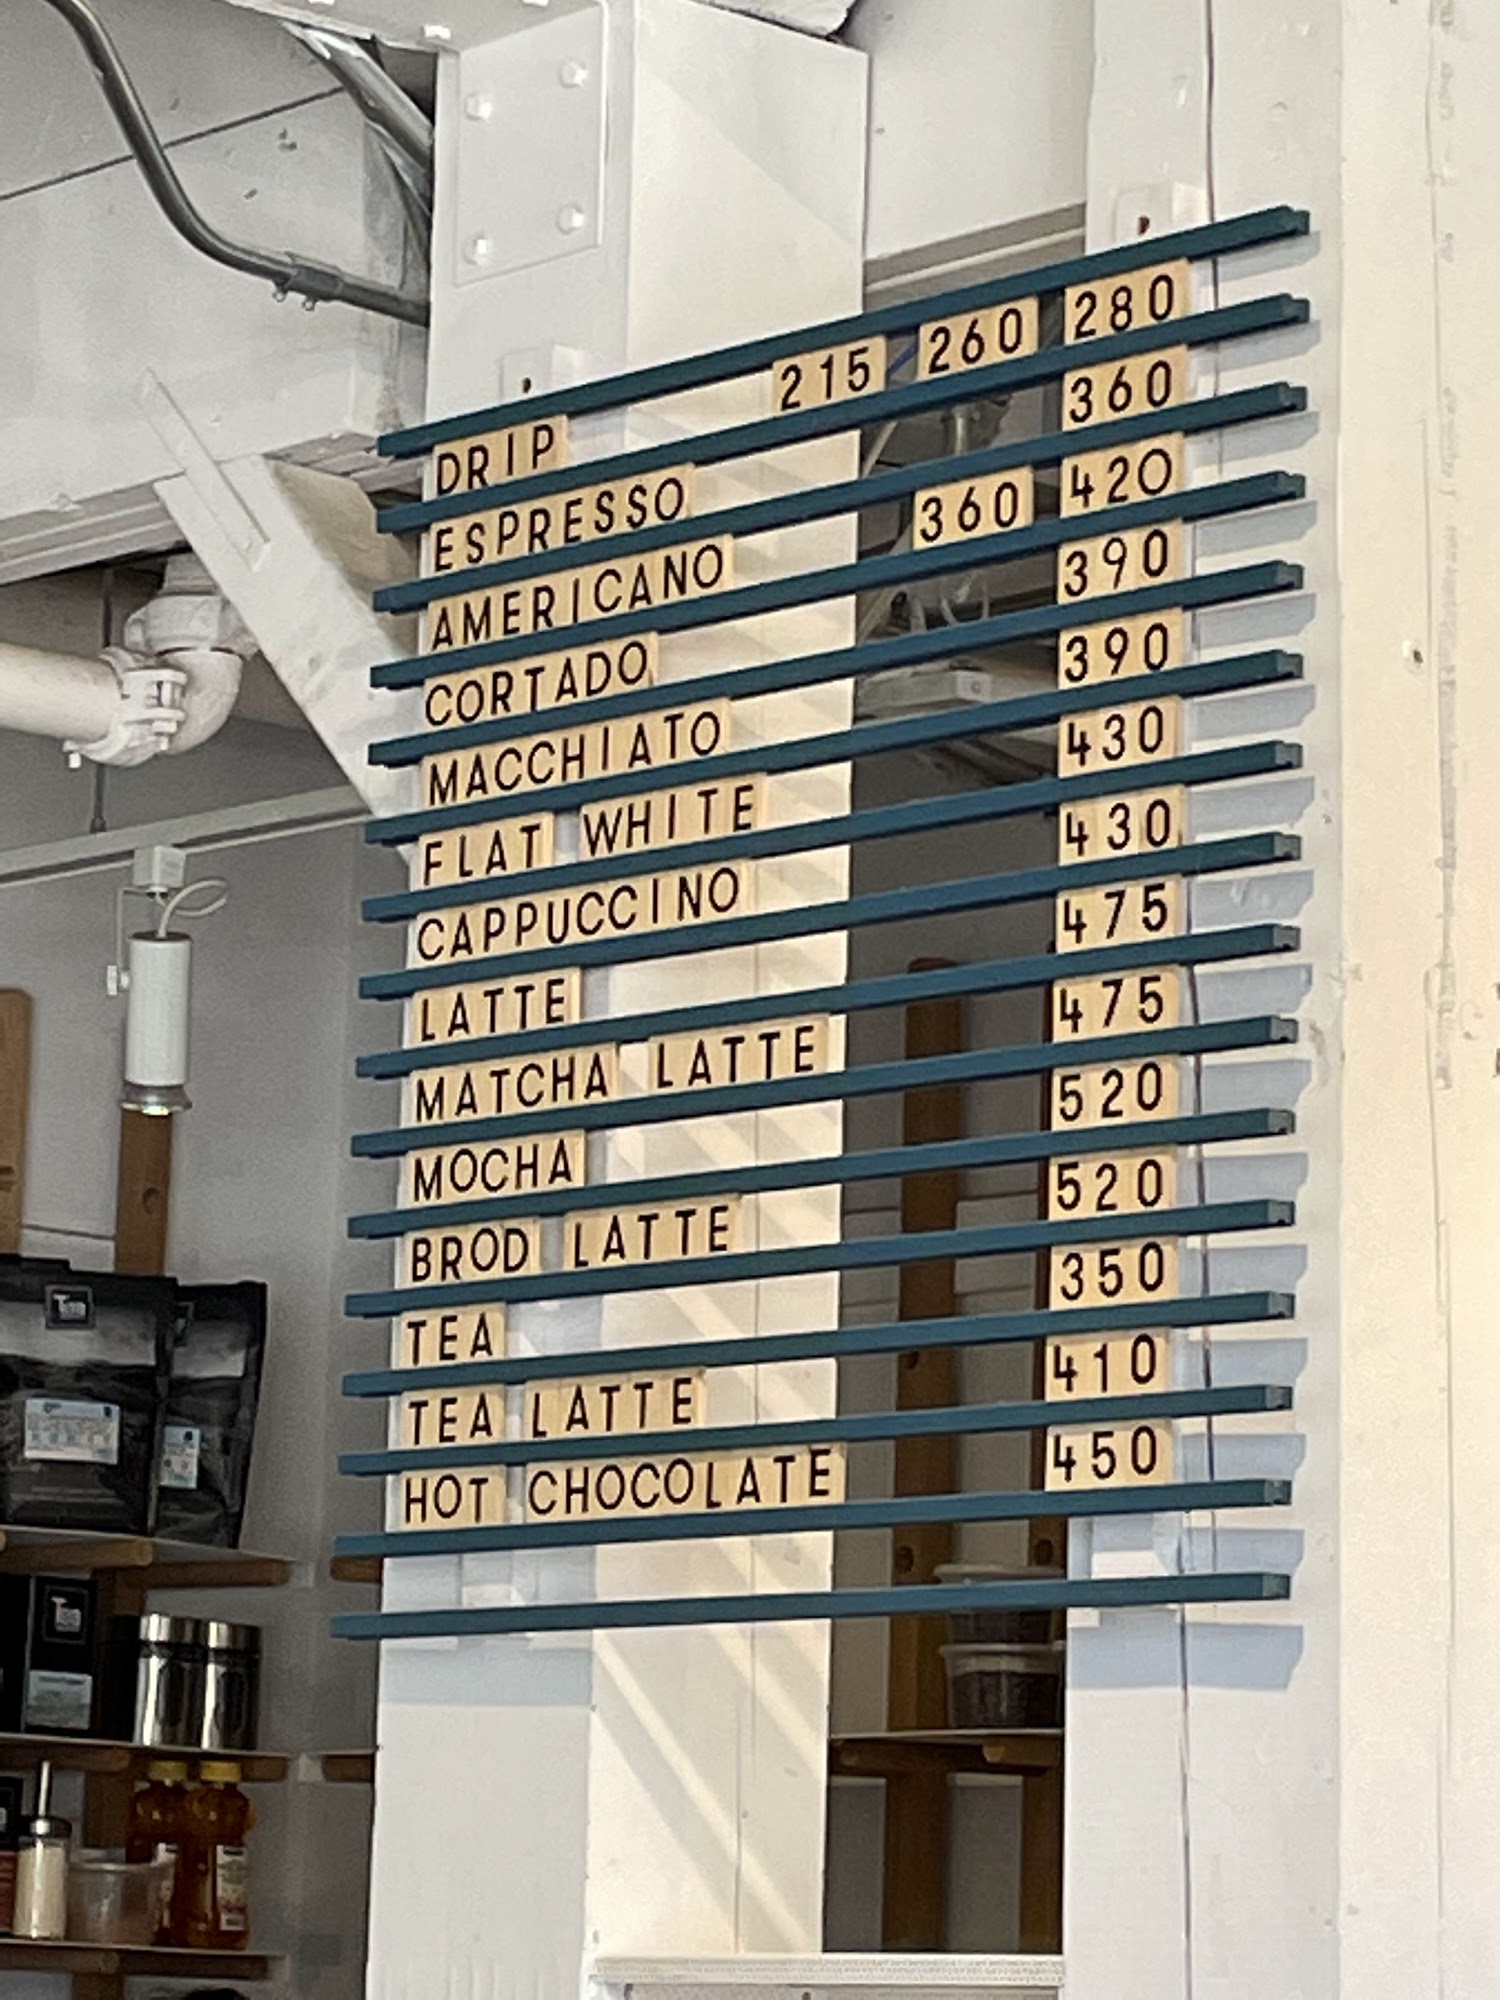 DRIP 215 260 280
ESPRESSO 360
AMERICANO 360 420
CORTADO 390
MACCHIATO 390
FLAT WHITE 430
CAPPUCCINO 430
LATTE 475
MATCHA LATTE 475
MOCHA 520
BROD LATTE 520
TEA 350
TEA LATTE 410
HOT CHOCOLATE 450